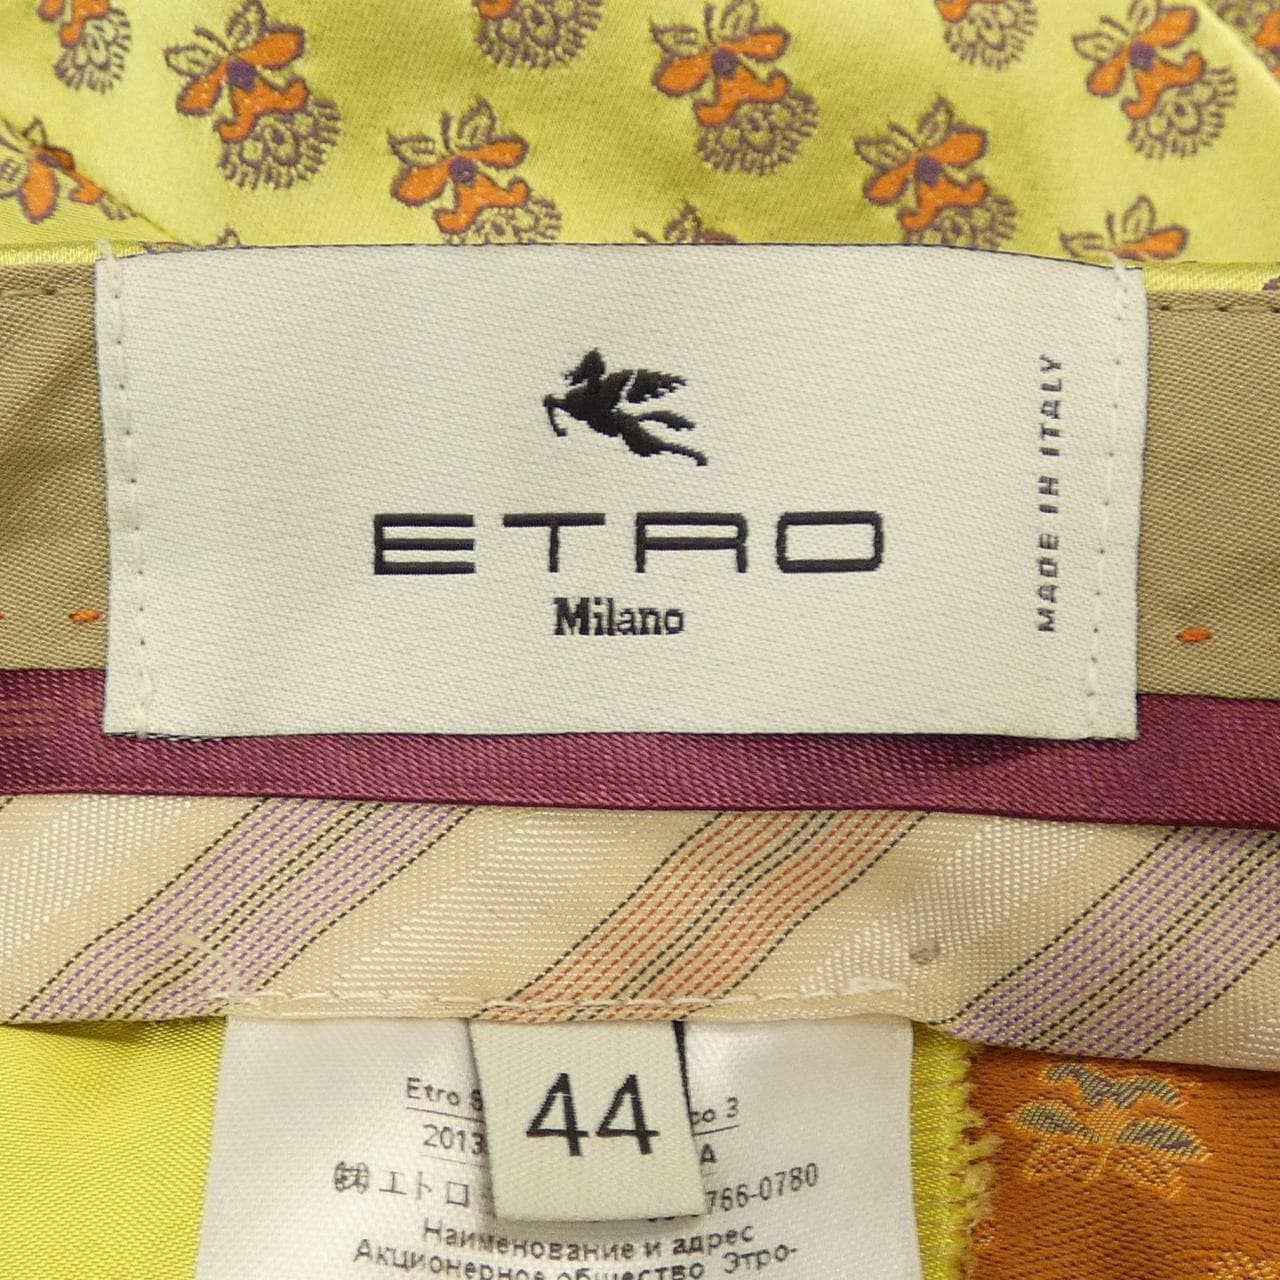 ETRO
Milano
MADE IN ITALY
44
Etro
co 3
2013
㈱エトロ
766-0780
Наименование и адрес
Акционерное общество Этро-